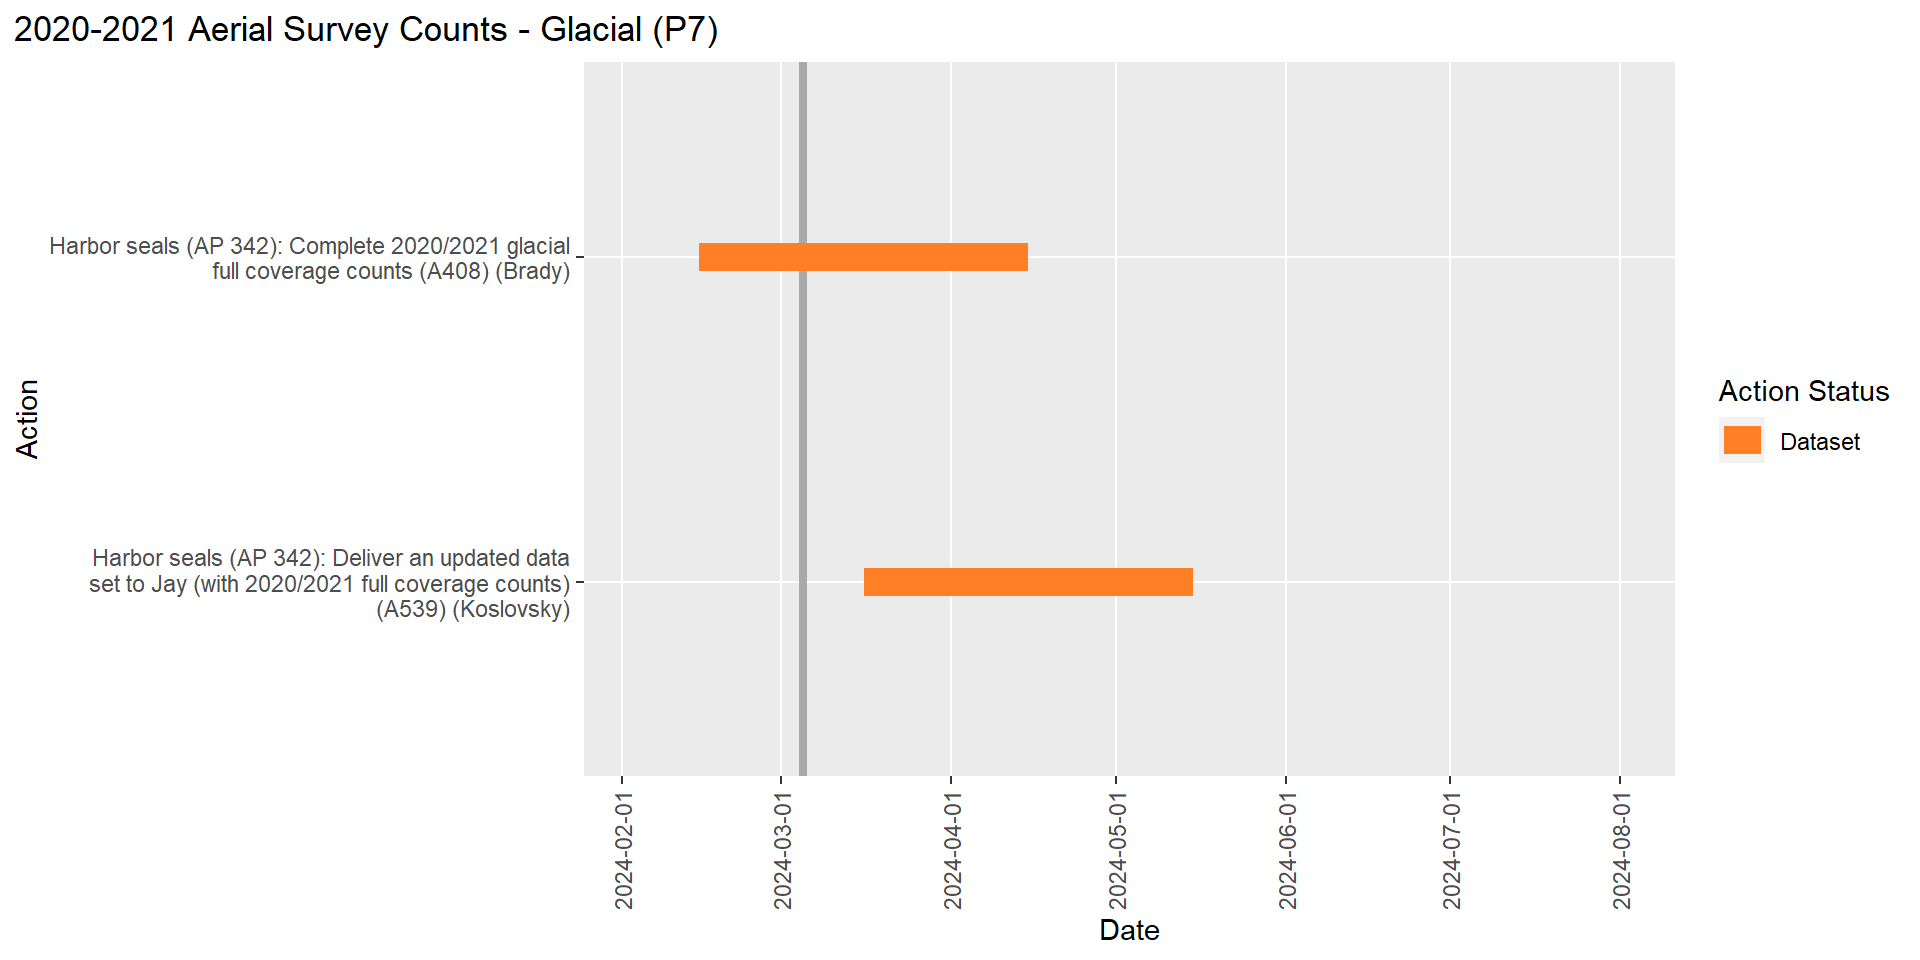 2020-2021 Aerial Survey Counts - Glacial (P7)
Action
Harbor seals (AP 342): Complete 2020/2021 glacial
full coverage counts (A408) (Brady)
Harbor seals (AP 342): Deliver an updated data
set to Jay (with 2020/2021 full coverage counts)
(A539) (Koslovsky)
2024-02-01
2024-03-01
2024-04-01
2024-05-01
2024-06-01
2024-07-01
2024-08-01
Date
Action Status
Dataset